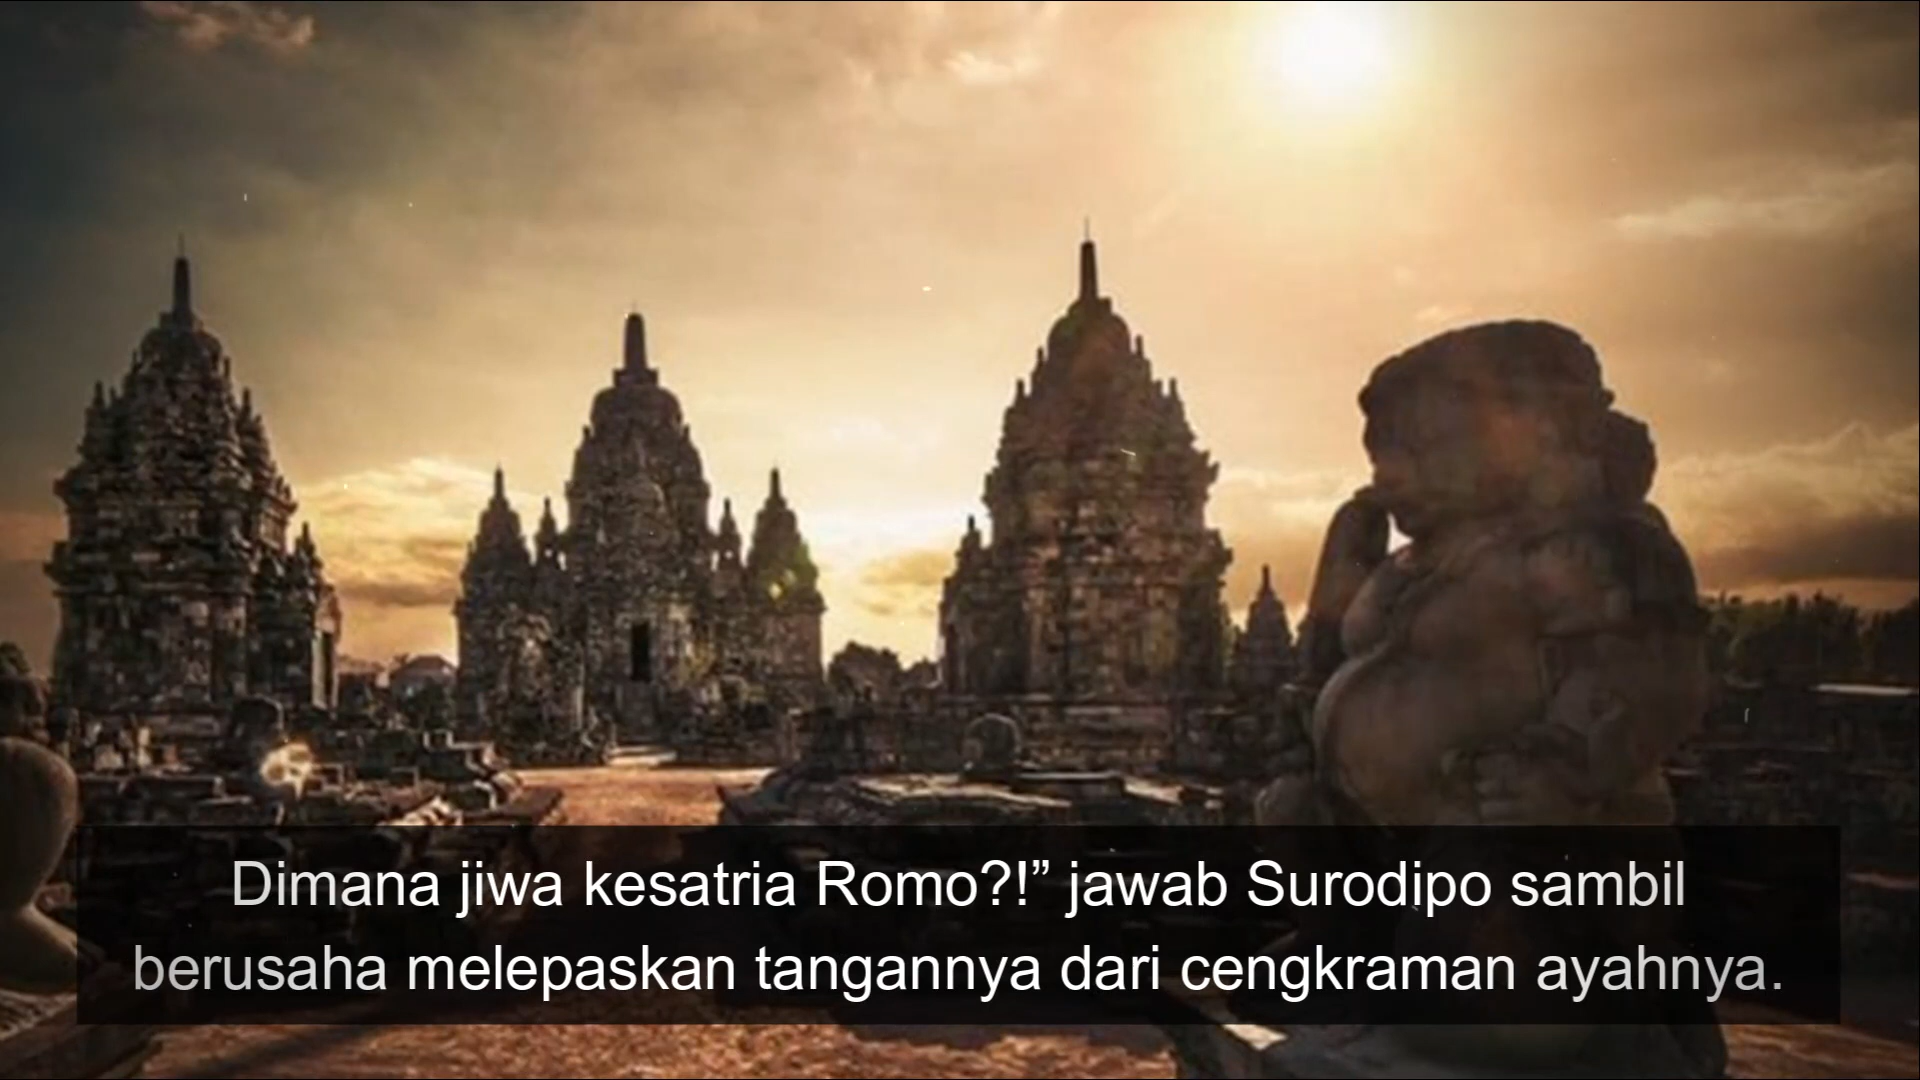 Dimana jiwa kesatria Romo?!” jawab Surodipo sambil
berusaha melepaskan tangannya dari cengkraman ayahnya.